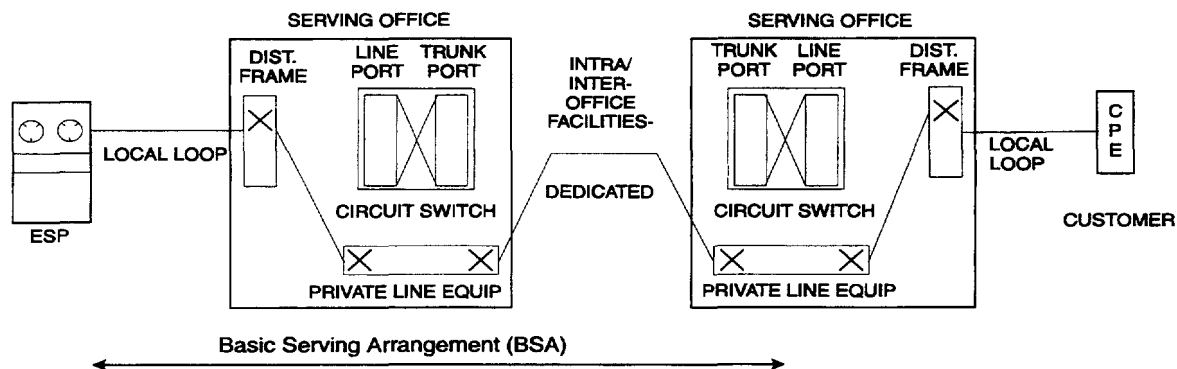 SERVING OFFICE
DIST.
FRAME
LINE
PORT
TRUNK
PORT
LOCAL LOOP
CIRCUIT SWITCH
PRIVATE LINE EQUIP
ESP
INTRA/
INTER-
OFFICE
FACILITIES-
DEDICATED
SERVING OFFICE
TRUNK
PORT
LINE
PORT
DIST.
FRAME
CIRCUIT SWITCH
PRIVATE LINE EQUIP
LOCAL
LOOP
C
P
E
CUSTOMER
Basic Serving Arrangement (BSA)